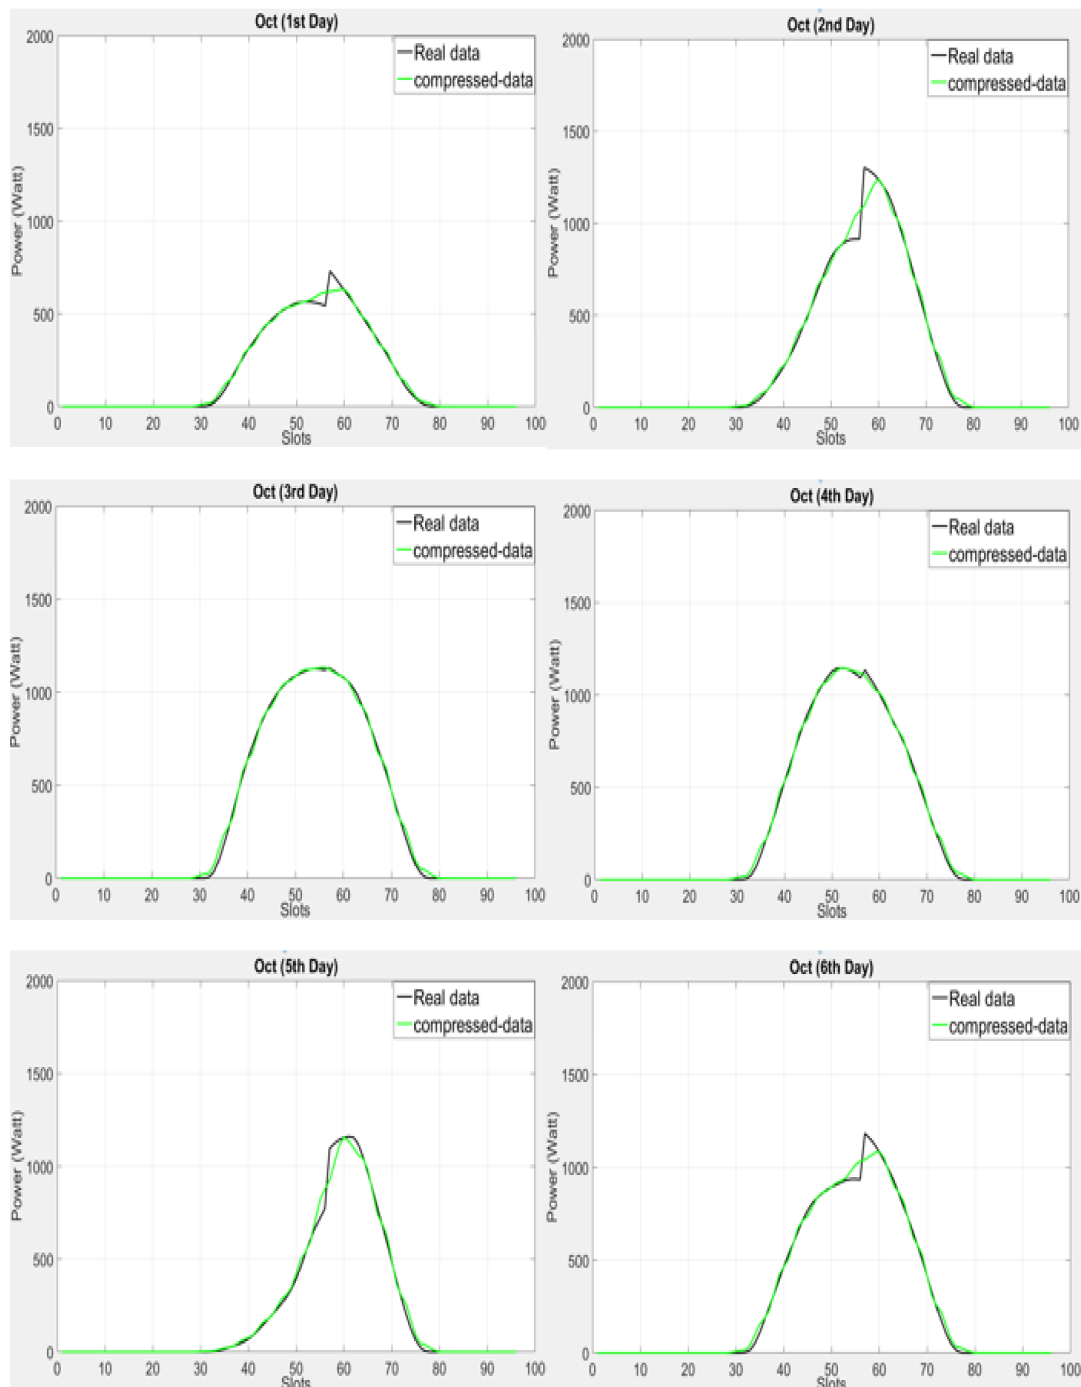 Oct (1st Day)
Real data
compressed-data
Power (Watt)
2000
1500
1000
500
0
0 10 20 30 40 50 60 70 80 90 100
Slots
Oct (2nd Day)
Real data
compressed-data
Power (Watt)
2000
1500
1000
500
0
0 10 20 30 40 50 60 70 80 90 100
Slots
Oct (3rd Day)
Real data
compressed-data
Power (Watt)
2000
1500
1000
500
0
0 10 20 30 40 50 60 70 80 90 100
Slots
Oct (4th Day)
Real data
compressed-data
Power (Watt)
2000
1500
1000
500
0
0 10 20 30 40 50 60 70 80 90 100
Slots
Oct (5th Day)
Real data
compressed-data
Power (Watt)
2000
1500
1000
500
0
0 10 20 30 40 50 60 70 80 90 100
Slots
Oct (6th Day)
Real data
compressed-data
Power (Watt)
2000
1500
1000
500
0
0 10 20 30 40 50 60 70 80 90 100
Slots